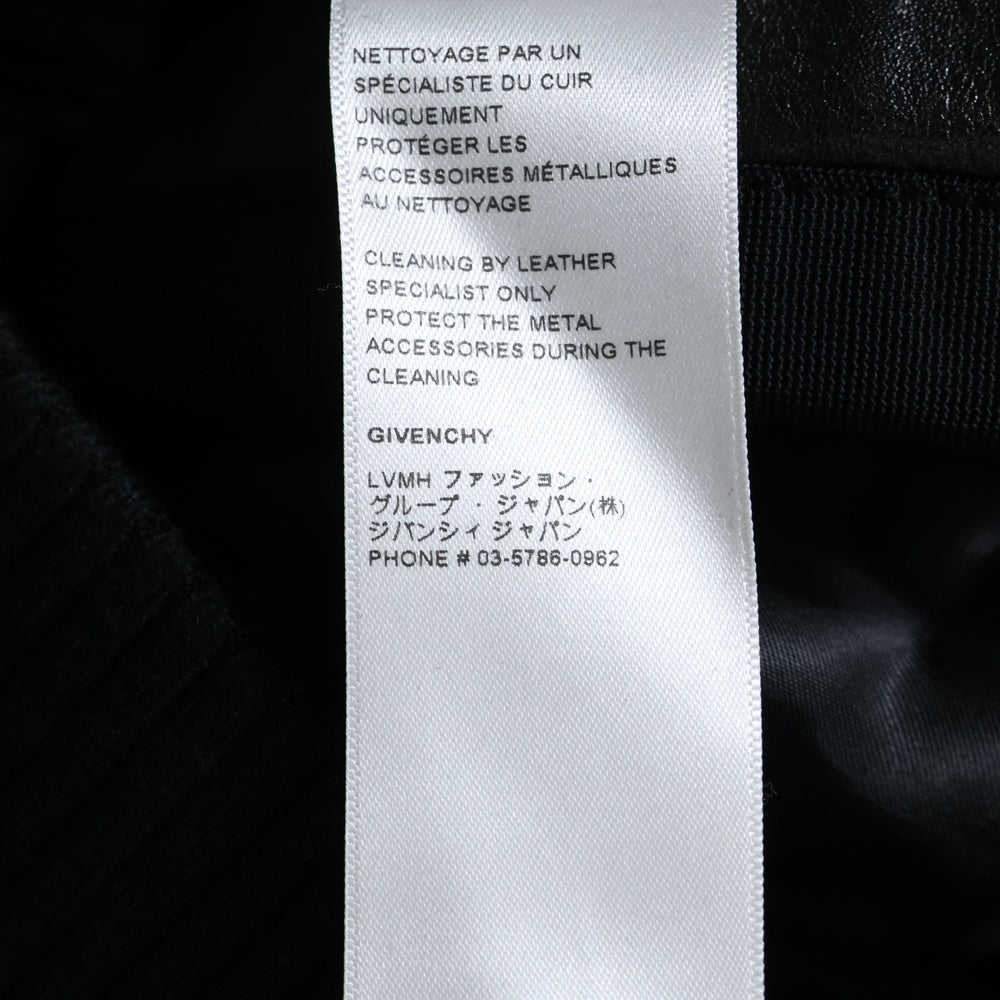 NETTOYAGE PAR UN
SPÉCIALISTE DU CUIR
UNIQUEMENT
PROTÉGER LES
ACCESSOIRES MÉTALLIQUES
AU NETTOYAGE
CLEANING BY LEATHER
SPECIALIST ONLY
PROTECT THE METAL
ACCESSORIES DURING THE
CLEANING
GIVENCHY
LVMH ファッション・
グループ・ジャパン(株)
ジバンシィ ジャパン
PHONE # 03-5786-0962